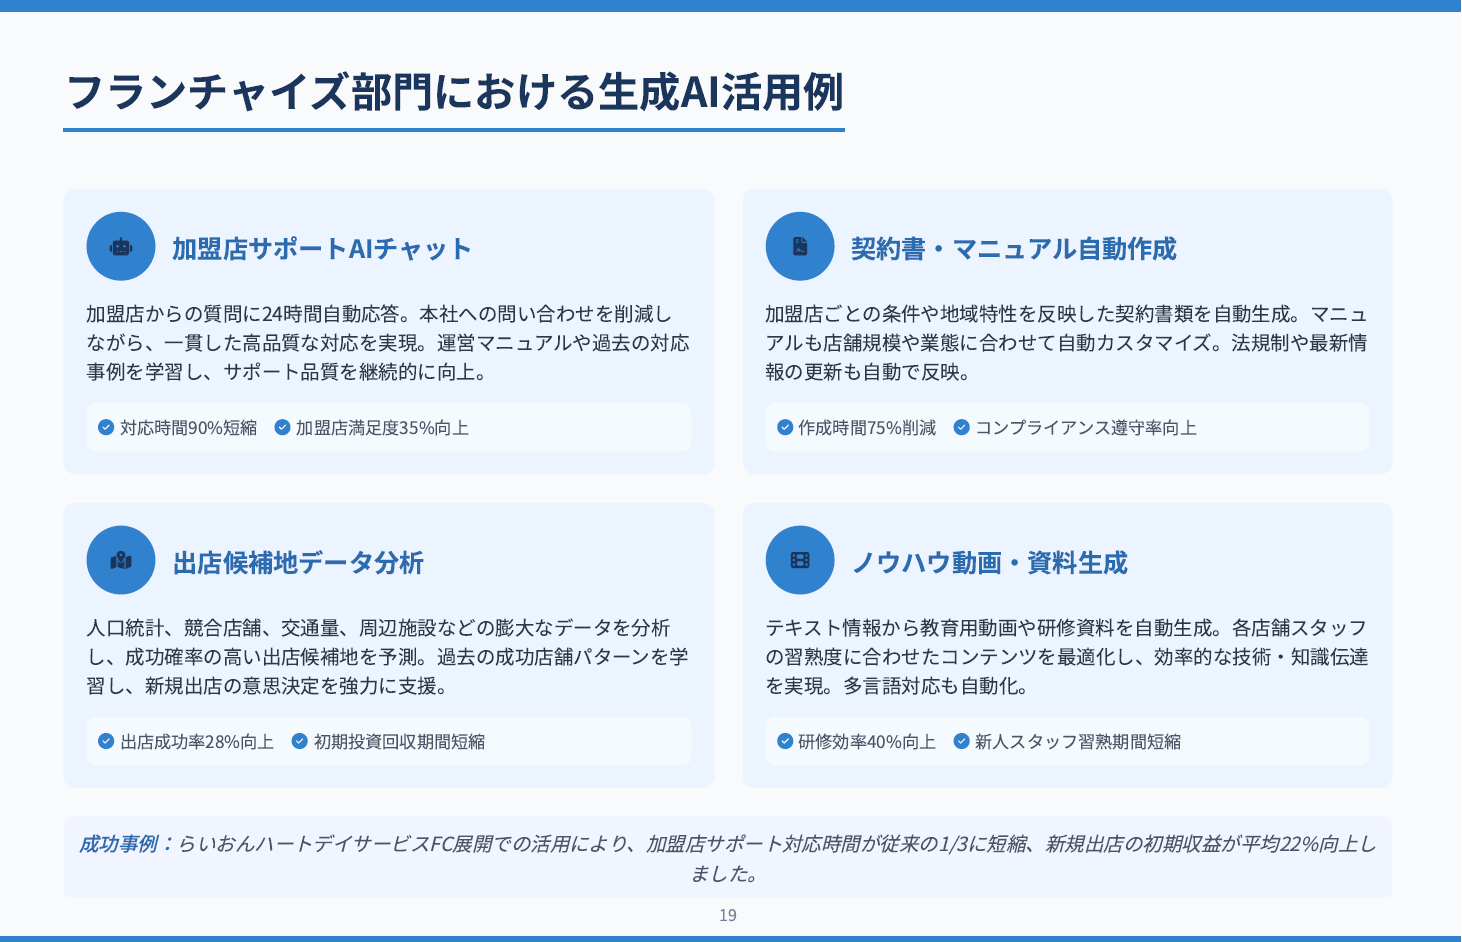 フランチャイズ部門における生成AI活用例
加盟店サポートAIチャット
加盟店からの質問に24時間自動応答。本社への問い合わせを削減し
ながら、一貫した高品質な対応を実現。運営マニュアルや過去の対応
事例を学習し、サポート品質を継続的に向上。
対応時間90%短縮 加盟店満足度35%向上
契約書・マニュアル自動作成
加盟店ごとの条件や地域特性を反映した契約書類を自動生成。マニュ
アルも店舗規模や業態に合わせて自動カスタマイズ。法規制や最新情
報の更新も自動で反映。
作成時間75%削減 コンプライアンス遵守率向上
出店候補地データ分析
人口統計、競合店舗、交通量、周辺施設などの膨大なデータを分析
し、成功確率の高い出店候補地を予測。過去の成功店舗パターンを学
習し、新規出店の意思決定を強力に支援。
出店成功率28%向上 初期投資回収期間短縮
ノウハウ動画・資料生成
テキスト情報から教育用動画や研修資料を自動生成。各店舗スタッフ
の習熟度に合わせたコンテンツを最適化し、効率的な技術・知識伝達
を実現。多言語対応も自動化。
研修効率40%向上 新人スタッフ習熟期間短縮
成功事例：らいおんハートデイサービスFC展開での活用により、加盟店サポート対応時間が従来の1/3に短縮、新規出店の初期収益が平均22%向上し
ました。
19